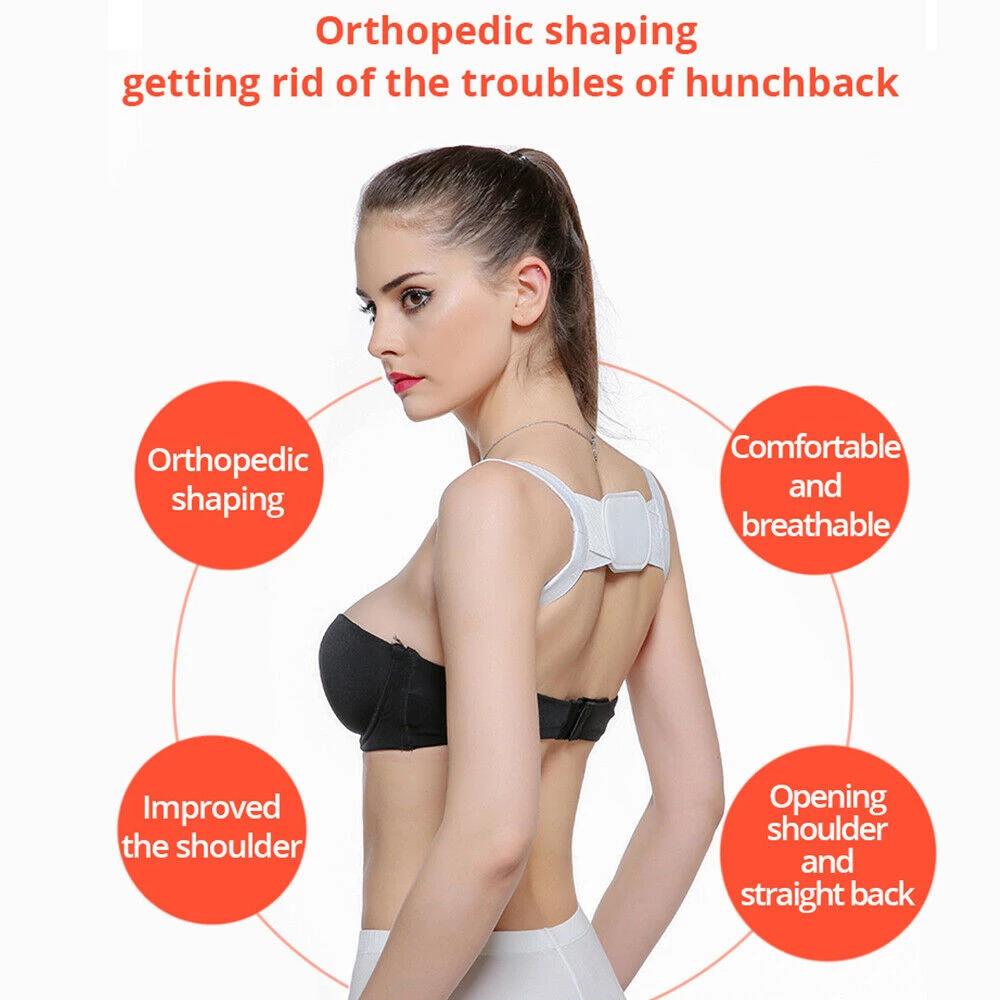 Orthopedic shaping
getting rid of the troubles of hunchback
Orthopedic
shaping
Comfortable
and
breathable
Improved
the shoulder
Opening
shoulder
and
straight back